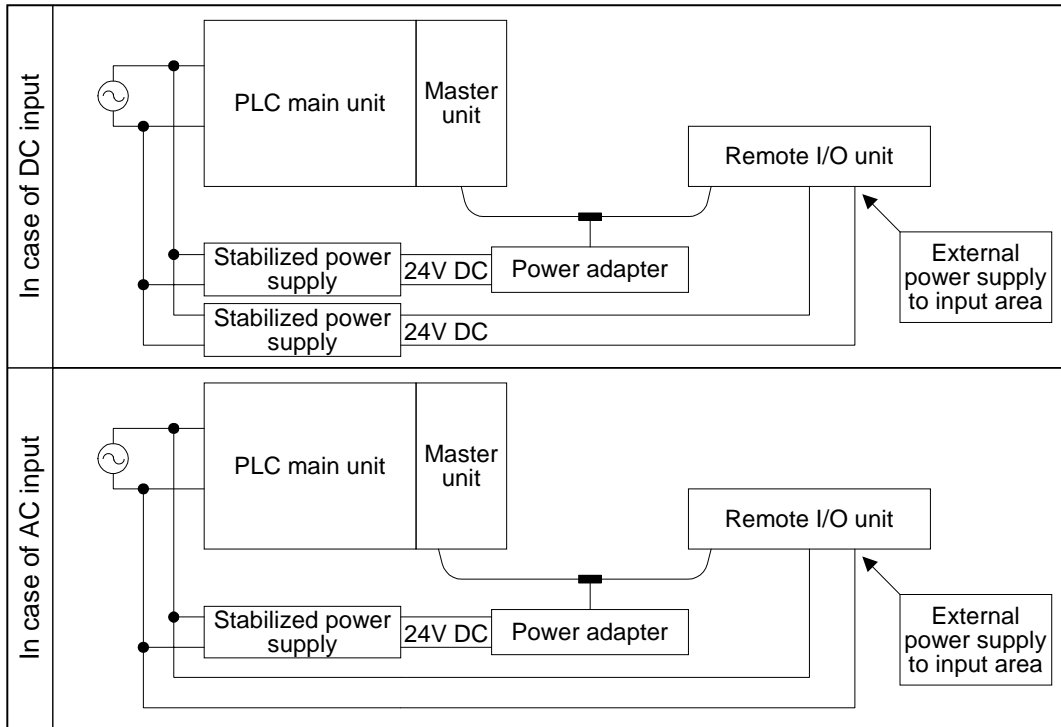 In case of DC input
PLC main unit
Master
unit
Remote I/O unit
Stabilized power
supply
24V DC
Power adapter
External
power supply
to input area
Stabilized power
supply
24V DC
In case of AC input
PLC main unit
Master
unit
Remote I/O unit
Stabilized power
supply
24V DC
Power adapter
External
power supply
to input area